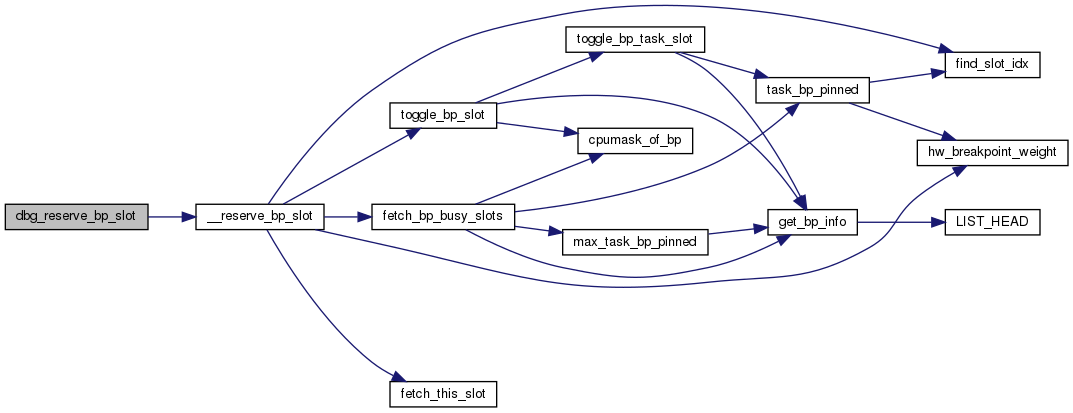 dbg_reserve_bp_slot
__reserve_bp_slot
toggle_bp_slot
fetch_bp_busy_slots
fetch_this_slot
toggle_bp_task_slot
cpumask_of_bp
max_task_bp_pinned
task_bp_pinned
get_bp_info
find_slot_idx
hw_breakpoint_weight
LIST_HEAD